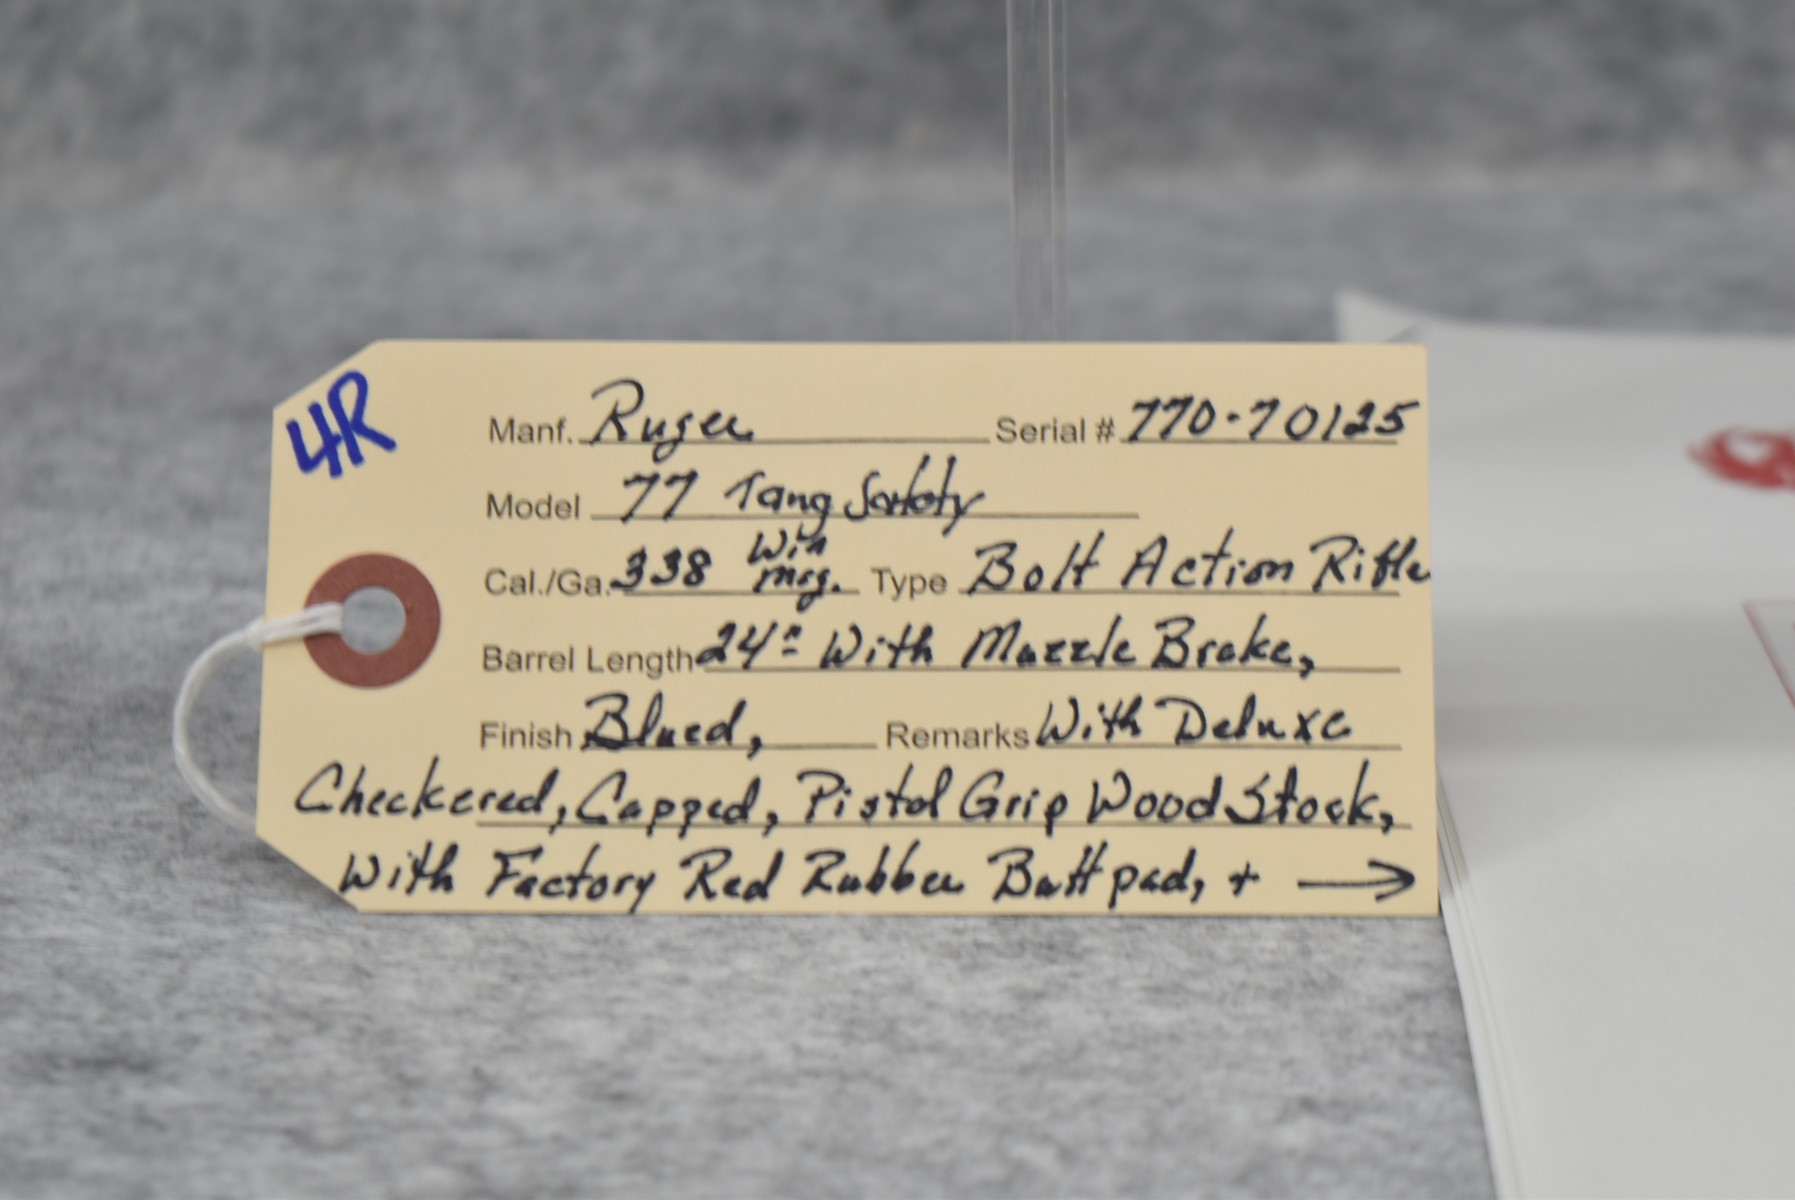 4R
Manf. Ruger Serial # 770-70125
Model 77 Tang Safety
Cal./Ga. 338 Win Mag. Type Bolt Action Rifle
Barrel Length 24" With Muzzle Brake,
Finish Blued, Remarks With Deluxe
Checkered, Capped, Pistol Grip Wood Stock,
With Factory Red Rubber Buttpad, + →